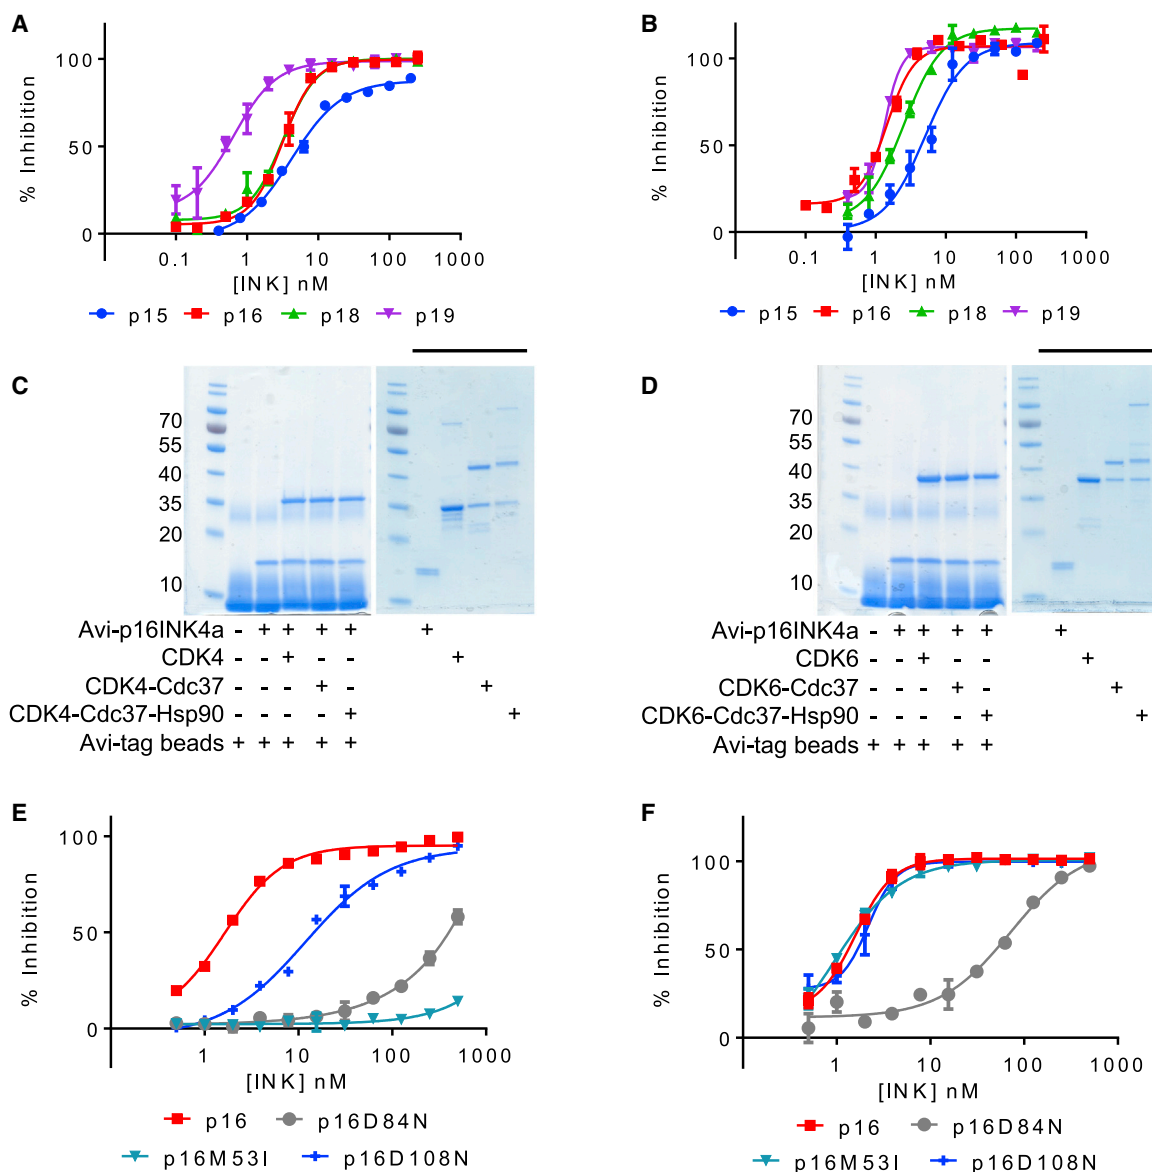 A
% Inhibition
100
50
0
0.1 1 10 100 1000
[INK] nM
p15 p16 p18 p19
B
% Inhibition
100
50
0
0.1 1 10 100 1000
[INK] nM
p15 p16 p18 p19
C
70
55
40
35
20
10
Avi-p16INK4a - + + + + +
CDK4 - - + - - +
CDK4-Cdc37 - - - + - +
CDK4-Cdc37-Hsp90 - - - - + +
Avi-tag beads + + + + +
D
70
55
40
35
20
10
Avi-p16INK4a - + + + + +
CDK6 - - + - - +
CDK6-Cdc37 - - - + - +
CDK6-Cdc37-Hsp90 - - - - + +
Avi-tag beads + + + + +
E
% Inhibition
100
50
0
1 10 100 1000
[INK] nM
p16 p16D84N
p16M53I p16D108N
F
% Inhibition
100
50
0
1 10 100 1000
[INK] nM
p16 p16D84N
p16M53I p16D108N